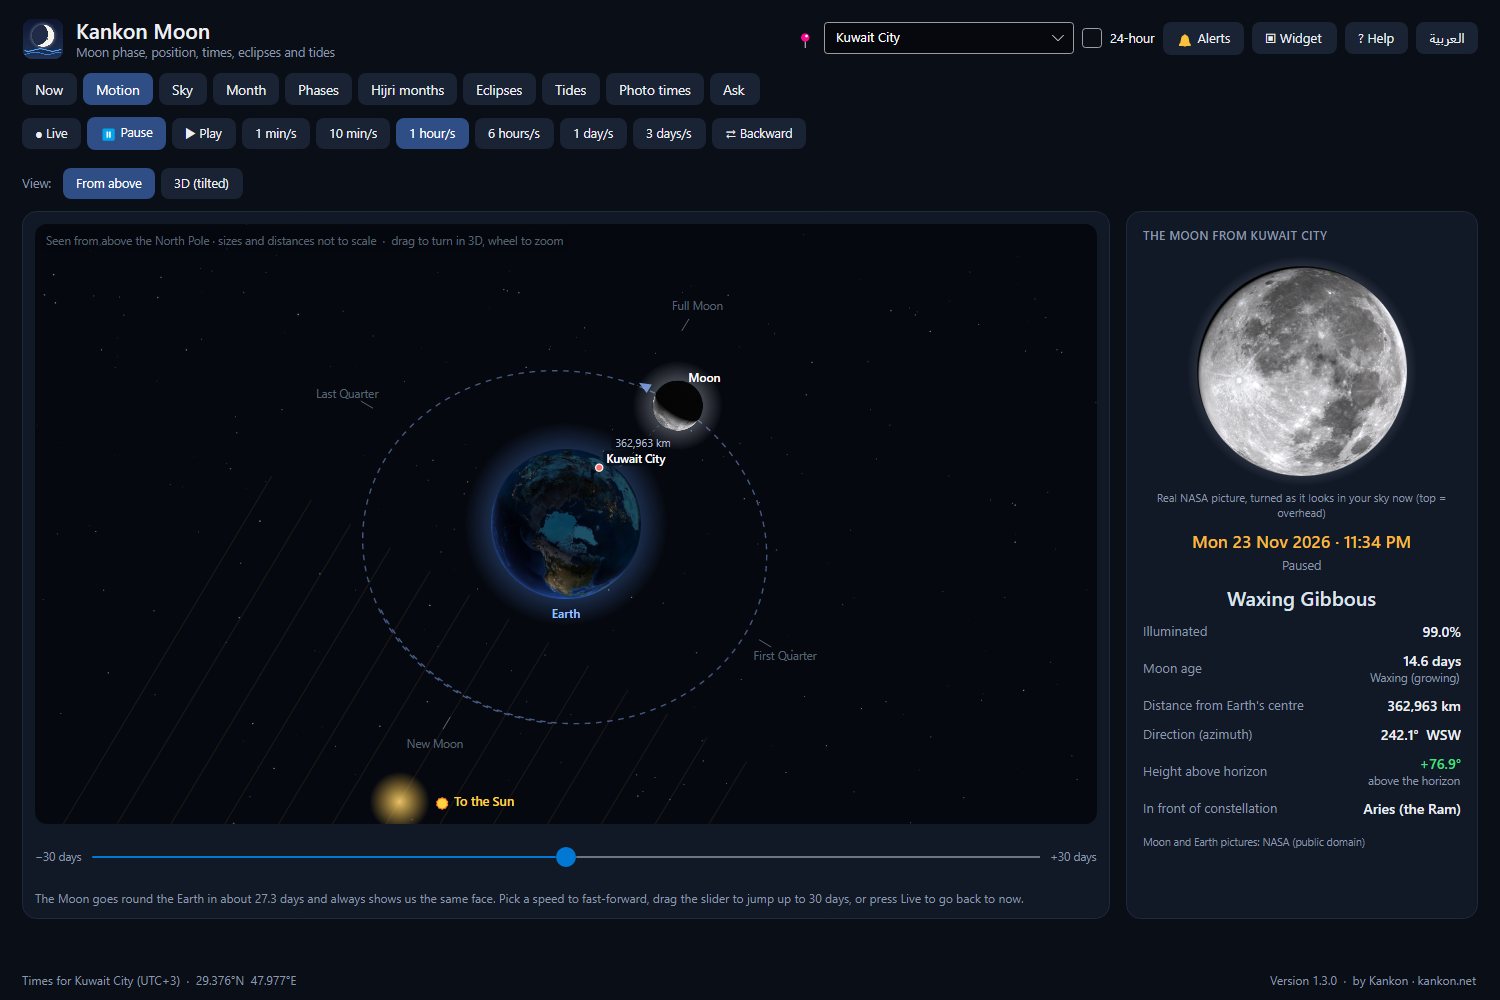 Kankon Moon
Moon phase, position, times, eclipses and tides
Kuwait City
24-hour
Alerts
Widget
? Help
العربية
Now
Motion
Sky
Month
Phases
Hijri months
Eclipses
Tides
Photo times
Ask
● Live
Pause
▶ Play
1 min/s
10 min/s
1 hour/s
6 hours/s
1 day/s
3 days/s
⇄ Backward
View:
From above
3D (tilted)
Seen from above the North Pole · sizes and distances not to scale · drag to turn in 3D, wheel to zoom
Full Moon
Moon
Last Quarter
362,963 km
Kuwait City
Earth
First Quarter
New Moon
To the Sun
−30 days
+30 days
The Moon goes round the Earth in about 27.3 days and always shows us the same face. Pick a speed to fast-forward, drag the slider to jump up to 30 days, or press Live to go back to now.
THE MOON FROM KUWAIT CITY
Real NASA picture, turned as it looks in your sky now (top =
overhead)
Mon 23 Nov 2026 · 11:34 PM
Paused
Waxing Gibbous
Illuminated 99.0%
Moon age 14.6 days
Waxing (growing)
Distance from Earth's centre 362,963 km
Direction (azimuth) 242.1° WSW
Height above horizon +76.9°
above the horizon
In front of constellation Aries (the Ram)
Moon and Earth pictures: NASA (public domain)
Times for Kuwait City (UTC+3) · 29.376°N 47.977°E
Version 1.3.0 · by Kankon · kankon.net